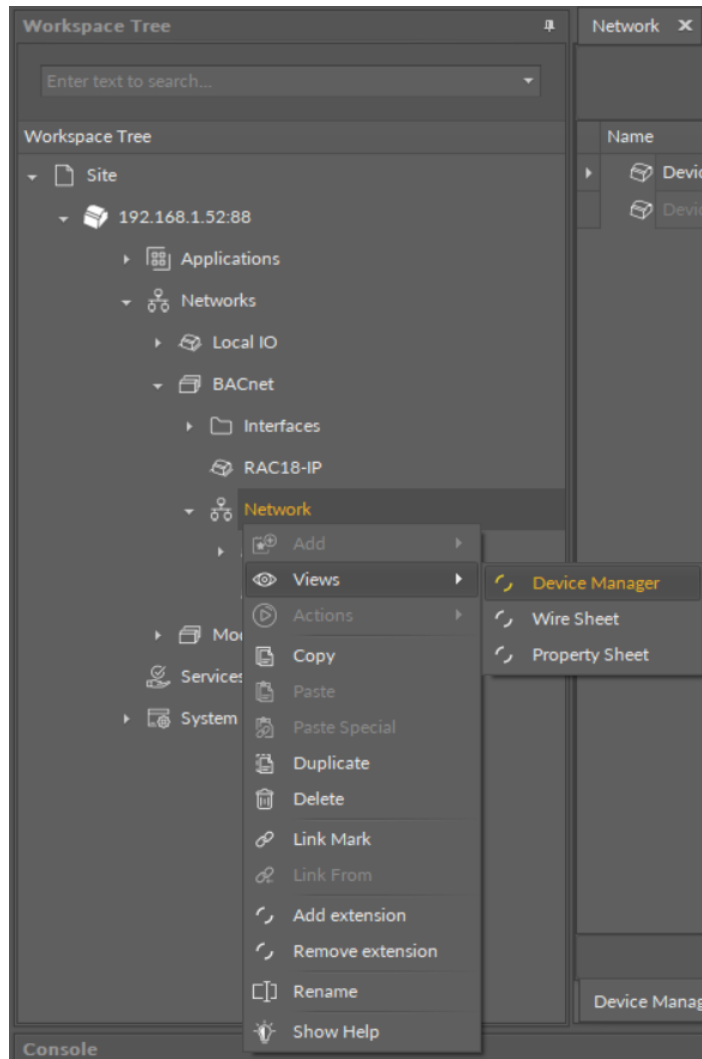 Workspace Tree
Network
Enter text to search...
Workspace Tree
Name
Site
192.168.1.52:88
Applications
Networks
Local IO
BACnet
Interfaces
RAC18-IP
Network
Add
Views
Device Manager
Wire Sheet
Property Sheet
Actions
Copy
Services
Paste
System
Paste Special
Duplicate
Delete
Link Mark
Link From
Add extension
Remove extension
Rename
Show Help
Device
Console